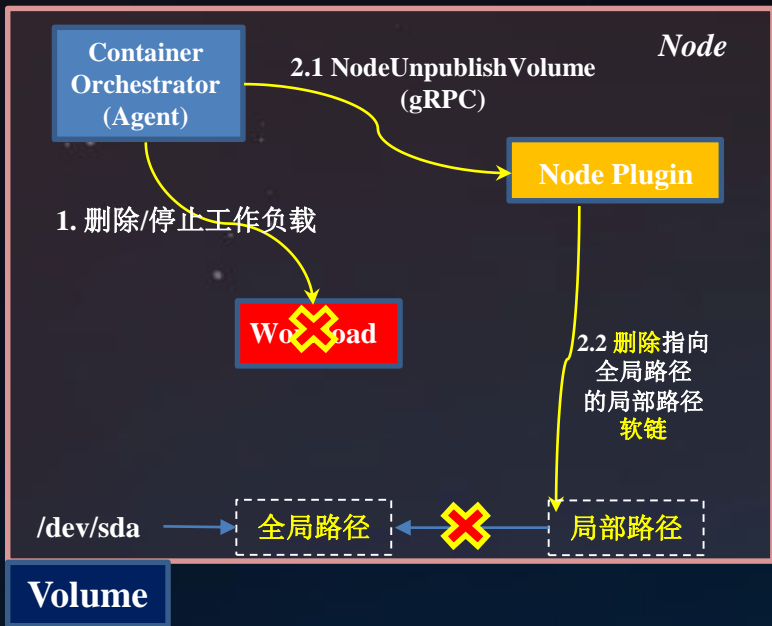 Node
Container
Orchestrator
(Agent)
2.1 NodeUnpublishVolume
(gRPC)
Node Plugin
1. 删除/停止工作负载
2.2 删除指向
全局路径
的局部路径
软链
/dev/sda
全局路径
局部路径
Volume